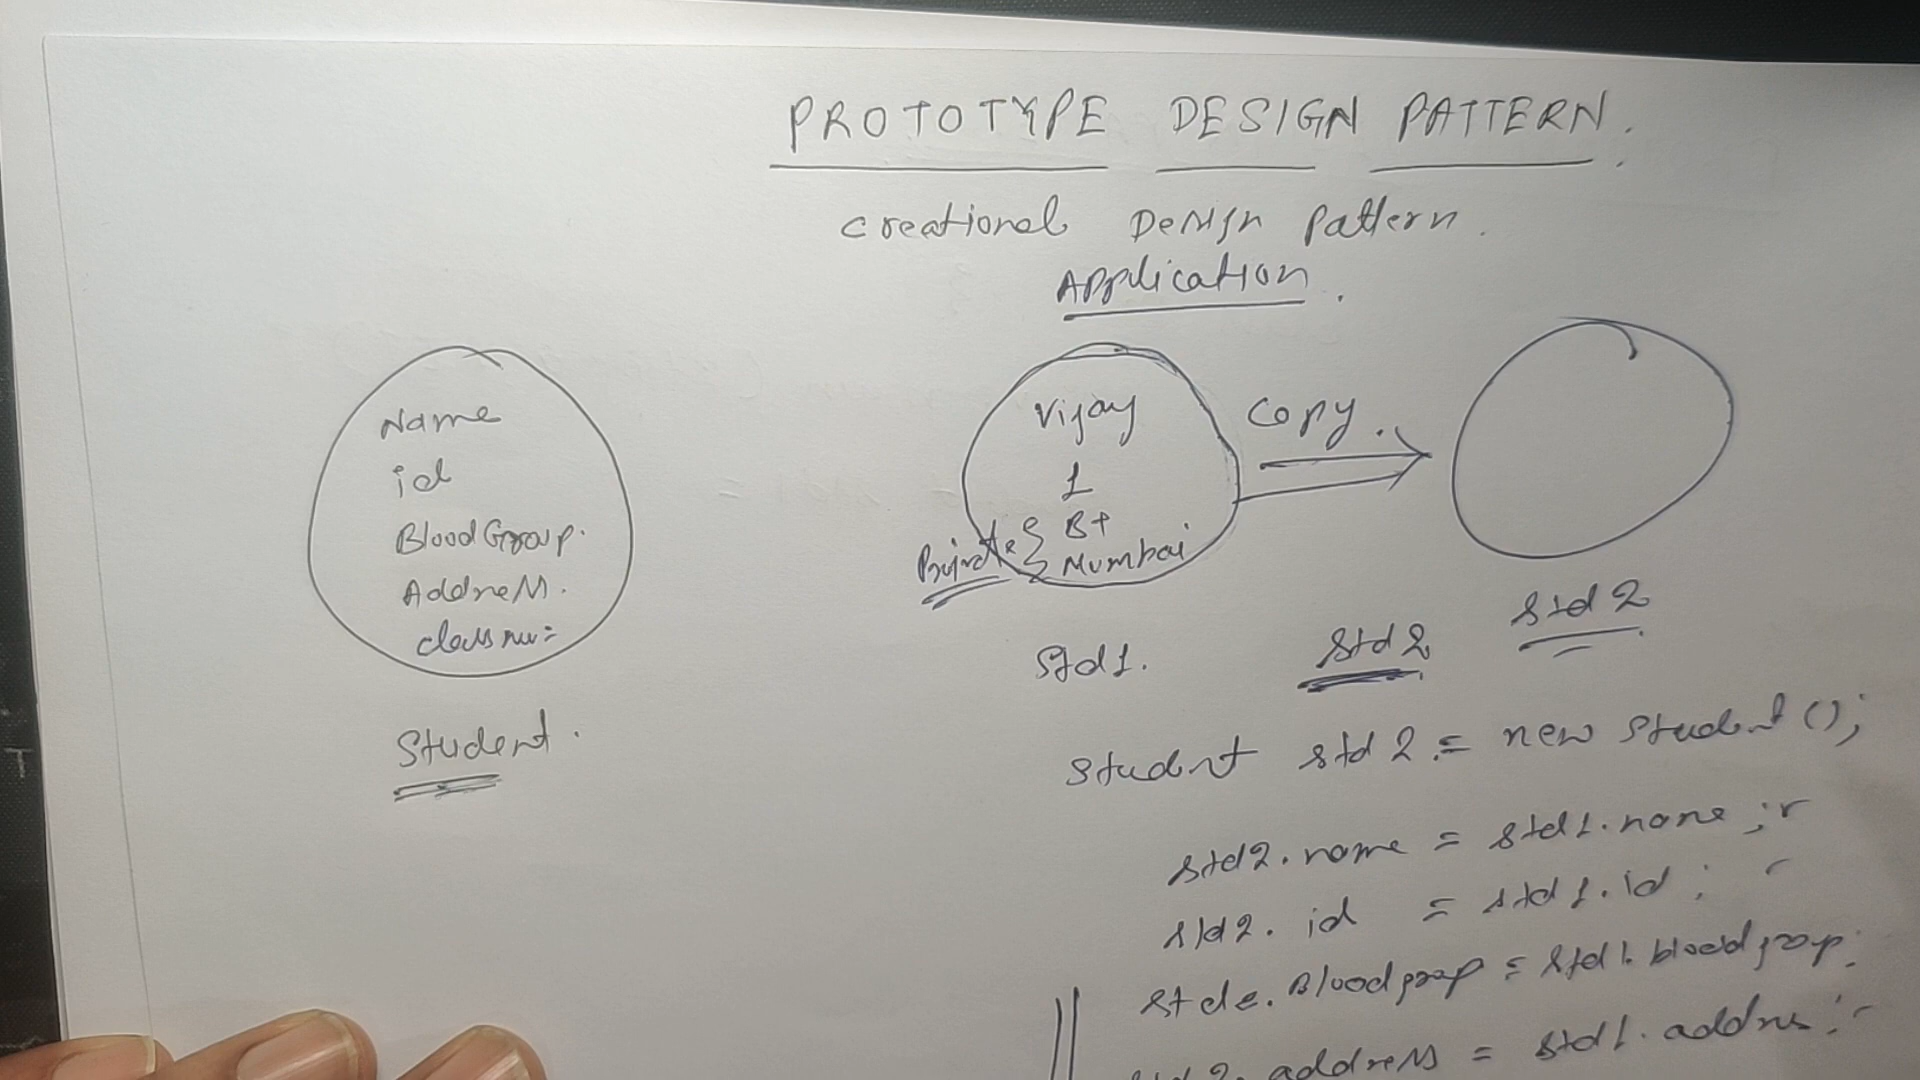 PROTOTYPE DESIGN PATTERN.
creational Design Pattern.
Application.
Name
id
Blood Group.
Address.
class
Student.
Vijay
1
B+
Mumbai
Private
Copy.
Std1.
Std2
Std2
Student std2 = new Student();
std2.name = std1.name;
std2.id = std1.id;
std2.Bloodgroup = std1.bloodgroup;
std2.address = std1.address;